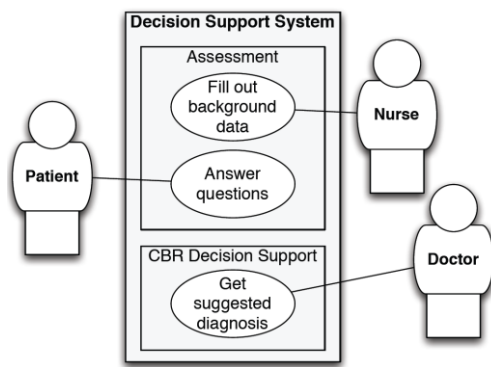 Decision Support System
Assessment
Fill out
background
data
Nurse
Patient
Answer
questions
CBR Decision Support
Get
suggested
diagnosis
Doctor